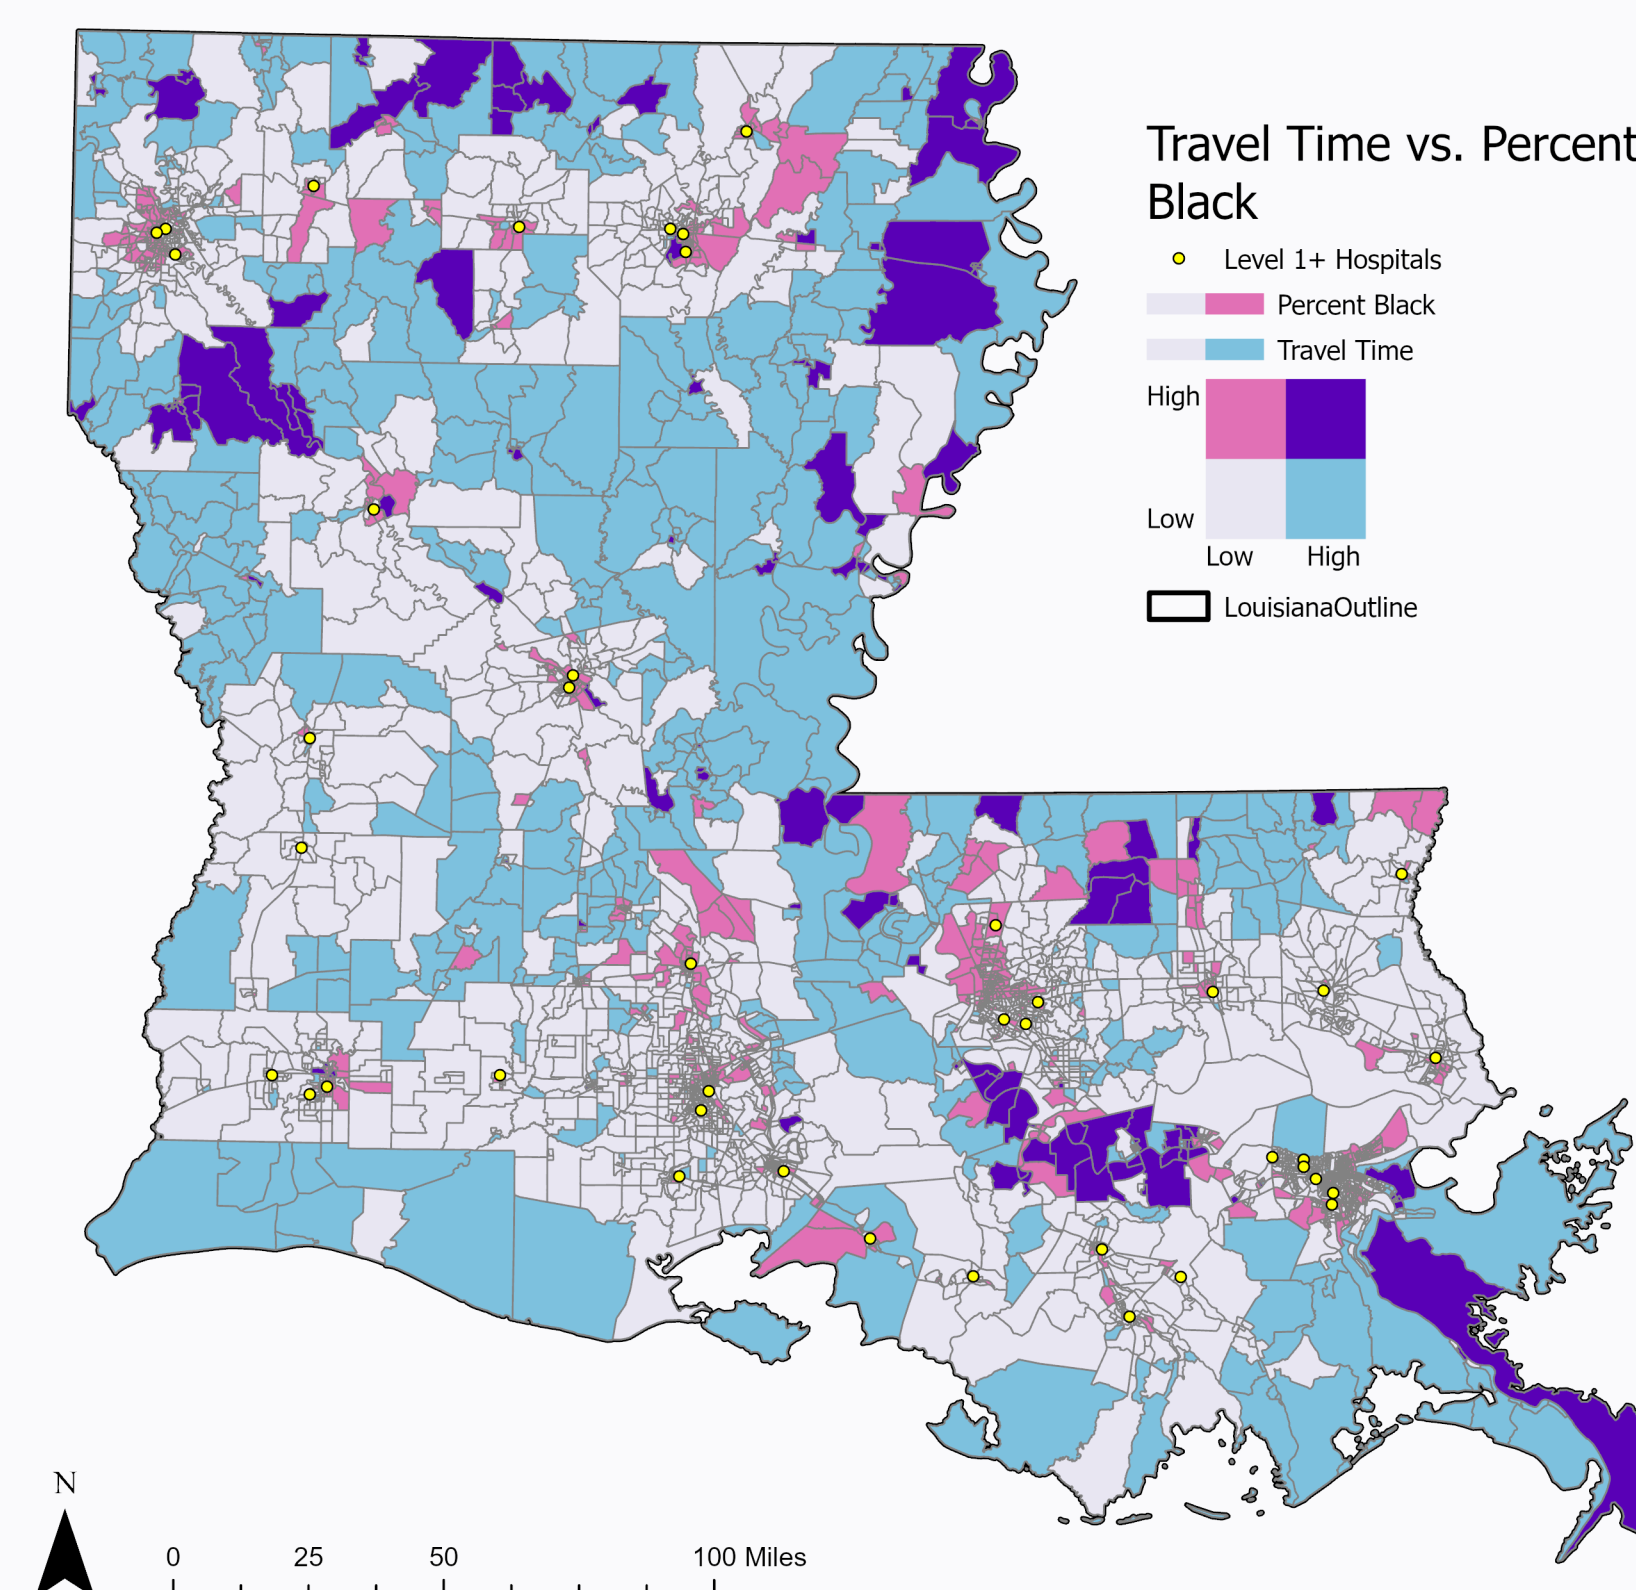 Travel Time vs. Percent
Black
Level 1+ Hospitals
Percent Black
Travel Time
High
Low
Low High
LouisianaOutline
N
0 25 50 100 Miles